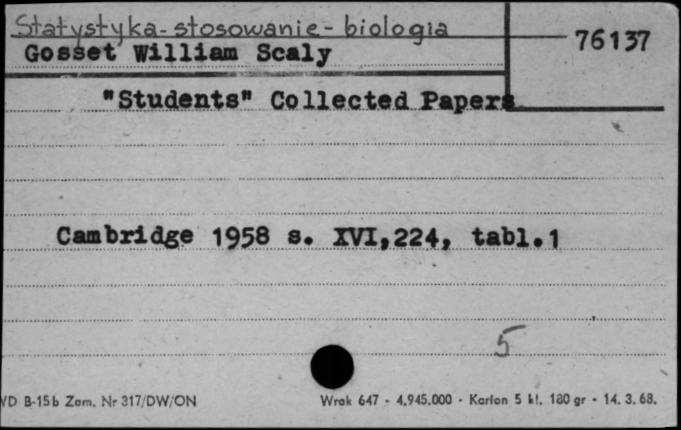 Statystyka-stosowanie-biologia
76137
Gosset William Scaly
"Students" Collected Papers
Cambridge 1958 s. XVI,224, tabl.1
5
VD B-15b Zam. Nr 317/DW/ON
Wrak 647 - 4.945.000 - Karton 5 kl. 180 gr - 14. 3. 68.